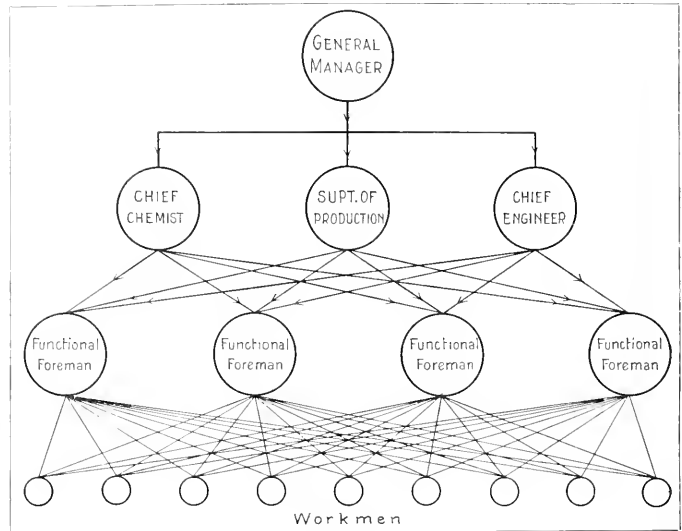 GENERAL
MANAGER
CHIEF
CHEMIST
SUPT. OF
PRODUCTION
CHIEF
ENGINEER
Functional
Foreman
Functional
Foreman
Functional
Foreman
Functional
Foreman
Workmen